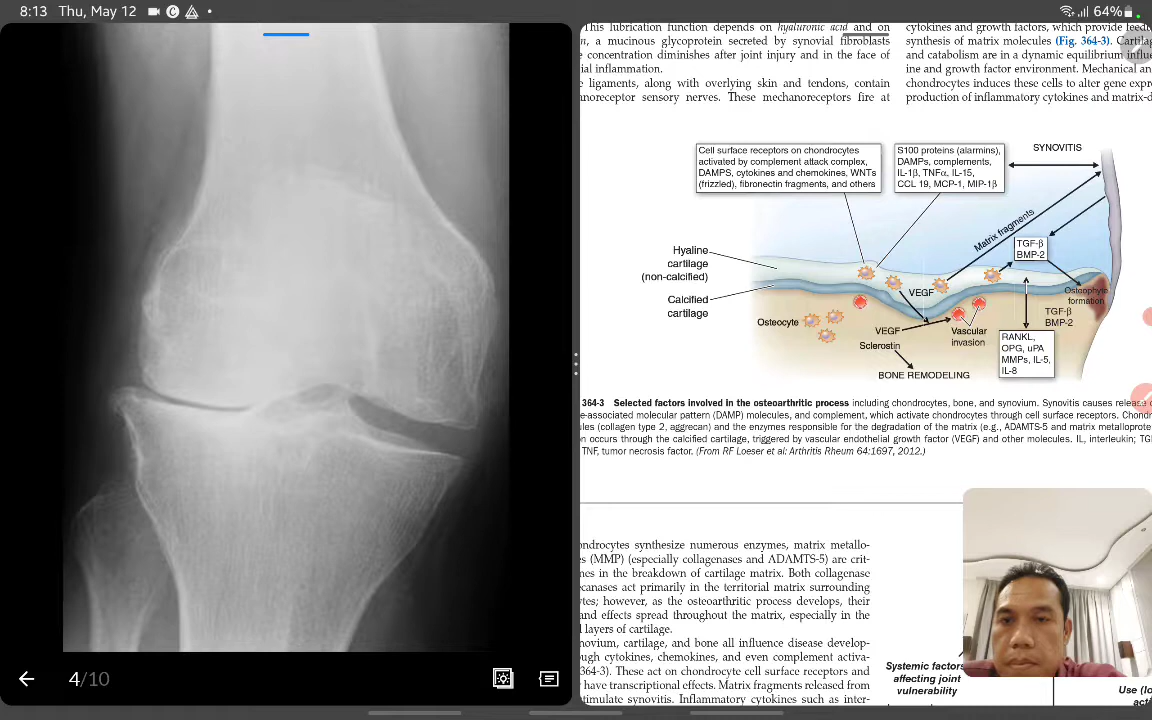 8:13 Thu, May 12
64%
4/10
This lubrication function depends on hyaluronic acid and on
a mucinous glycoprotein secreted by synovial fibroblasts
concentration diminishes after joint injury and in the face of
inflammation.
ligaments, along with overlying skin and tendons, contain
sensory nerves. These mechanoreceptors fire at
cytokines and growth factors, which provide
synthesis of matrix molecules (Fig. 364-3).
and catabolism are in a dynamic equilibrium
ine and growth factor environment. Mechanical
chondrocytes induces these cells to alter gene
production of inflammatory cytokines and
Cell surface receptors on chondrocytes
activated by complement attack complex,
DAMPS, cytokines and chemokines, WNTs
(frizzled), fibronectin fragments, and others
S100 proteins (alarmins),
DAMPs, complements,
IL-1β, TNFα, IL-15,
CCL 19, MCP-1, MIP-1β
SYNOVITIS
Matrix fragments
TGF-β
BMP-2
Hyaline
cartilage
(non-calcified)
Calcified
cartilage
VEGF
Osteophyte
formation
Osteocyte
VEGF
Sclerostin
Vascular
invasion
TGF-β
BMP-2
RANKL,
OPG, uPA
MMPs, IL-5,
IL-8
BONE REMODELING
364-3 Selected factors involved in the osteoarthritic process including chondrocytes, bone, and synovium. Synovitis causes release
e-associated molecular pattern (DAMP) molecules, and complement, which activate chondrocytes through cell surface receptors.
(collagen type 2, aggrecan) and the enzymes responsible for the degradation of the matrix (e.g., ADAMTS-5 and matrix
occurs through the calcified cartilage, triggered by vascular endothelial growth factor (VEGF) and other molecules. IL, interleukin;
TNF, tumor necrosis factor. (From RF Loeser et al: Arthritis Rheum 64:1697, 2012.)
ondrocytes synthesize numerous enzymes, matrix metallo-
es (MMP) (especially collagenases and ADAMTS-5) are crit-
in the breakdown of cartilage matrix. Both collagenase
act primarily in the territorial matrix surrounding
however, as the osteoarthritic process develops, their
and effects spread throughout the matrix, especially in the
layers of cartilage.
cartilage, and bone all influence disease develop-
cytokines, chemokines, and even complement activa-
364-3). These act on chondrocyte cell surface receptors and
have transcriptional effects. Matrix fragments released from
stimulate synovitis. Inflammatory cytokines such as inter-
Systemic factors
affecting joint
vulnerability
Use